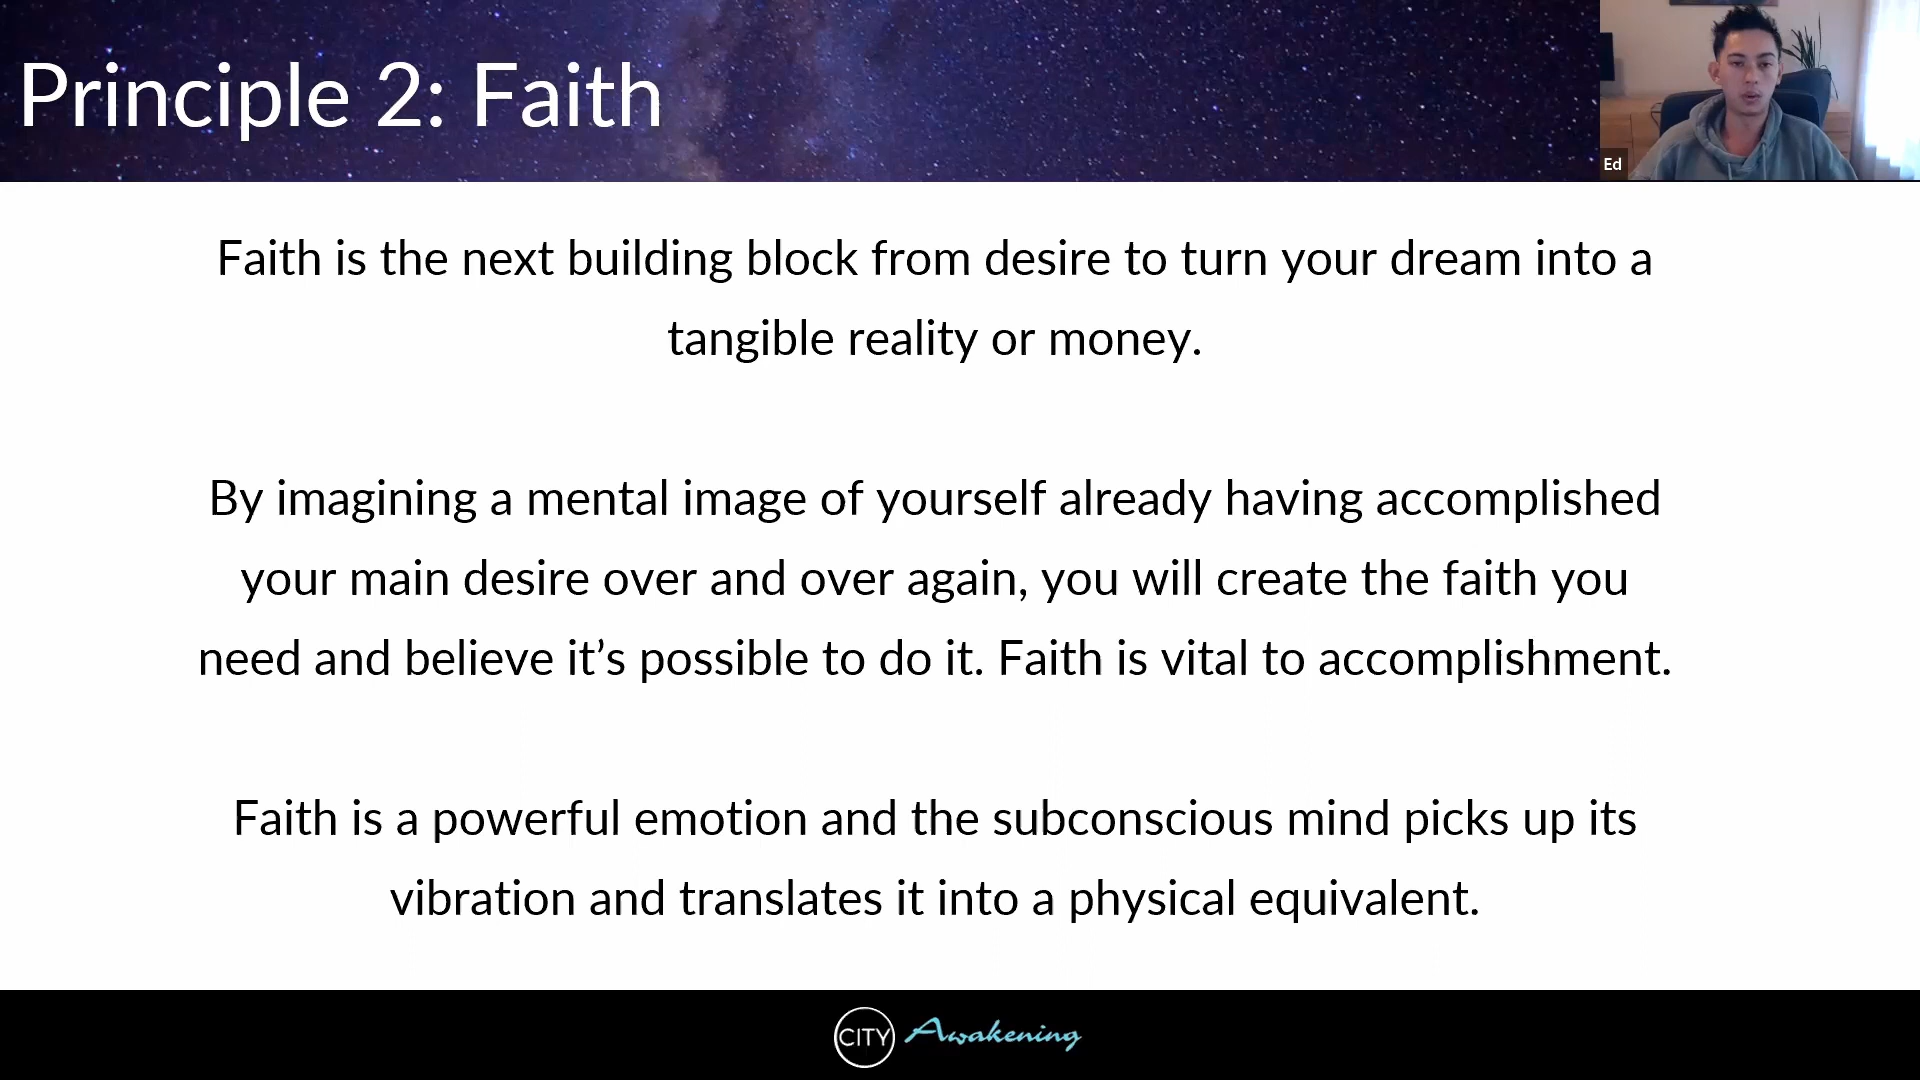 Principle 2: Faith
Ed
Faith is the next building block from desire to turn your dream into a
tangible reality or money.
By imagining a mental image of yourself already having accomplished
your main desire over and over again, you will create the faith you
need and believe it’s possible to do it. Faith is vital to accomplishment.
Faith is a powerful emotion and the subconscious mind picks up its
vibration and translates it into a physical equivalent.
CITY Awakening